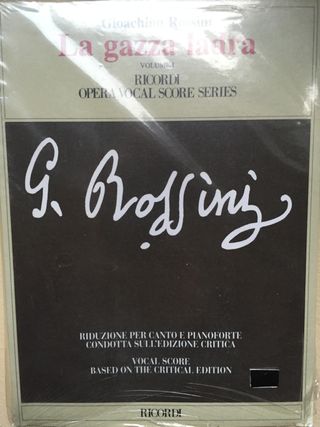 Gioachino Rossini
La gazza ladra
VOLUME I
RICORDI
OPERA VOCAL SCORE SERIES
G. Rossini
RIDUZIONE PER CANTO E PIANOFORTE
CONDOTTA SULL'EDIZIONE CRITICA
VOCAL SCORE
BASED ON THE CRITICAL EDITION
RICORDI